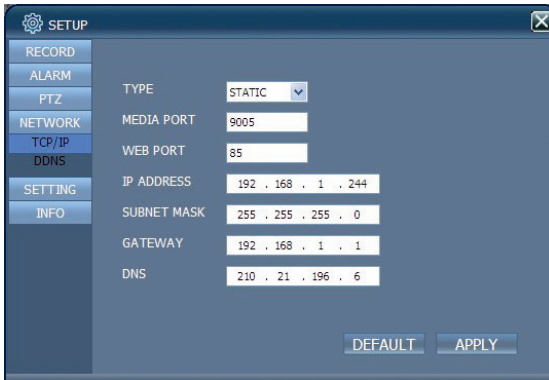 SETUP
RECORD
ALARM
PTZ
NETWORK
TCP/IP
DDNS
SETTING
INFO
TYPE STATIC
MEDIA PORT 9005
WEB PORT 85
IP ADDRESS 192 . 168 . 1 . 244
SUBNET MASK 255 . 255 . 255 . 0
GATEWAY 192 . 168 . 1 . 1
DNS 210 . 21 . 196 . 6
DEFAULT APPLY